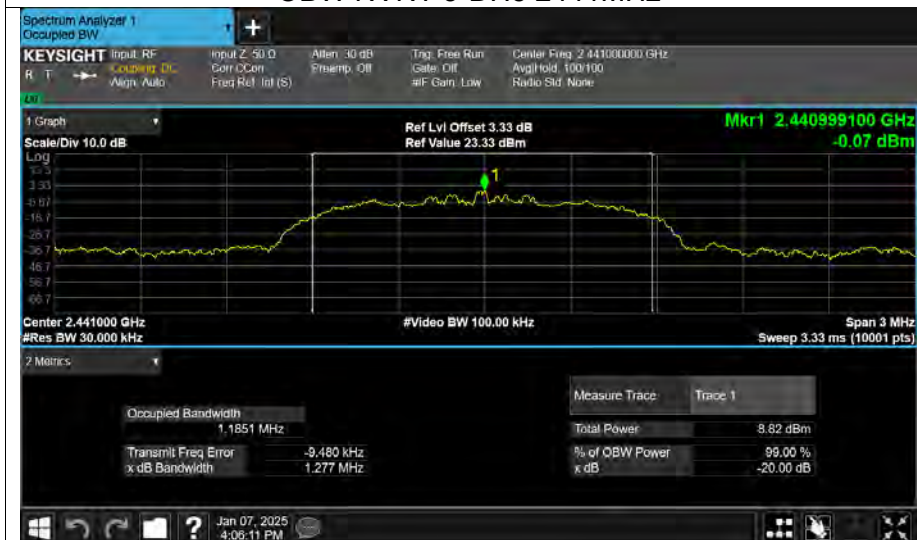 Spectrum Analyzer 1
Occupied BW
KEYSIGHT Input: RF
R T
Coupling: DC
Align: Auto
Input Z: 50 Ω
Corr CCorr
Freq Ref: Int (S)
Atten: 30 dB
Preamp: Off
Trig: Free Run
Gate: Off
#IF Gain: Low
Center Freq: 2.441000000 GHz
Avg|Hold: 100/100
Radio Std: None
1 Graph
Scale/Div 10.0 dB
Ref Lvl Offset 3.33 dB
Ref Value 23.33 dBm
Mkr1 2.440999100 GHz
-0.07 dBm
Log
3.33
-6.67
-16.7
-26.7
-36.7
-46.7
-56.7
-66.7
1
Center 2.441000 GHz
#Res BW 30.000 kHz
#Video BW 100.00 kHz
Span 3 MHz
Sweep 3.33 ms (10001 pts)
2 Metrics
Measure Trace Trace 1
Occupied Bandwidth
1.1851 MHz
Total Power 8.82 dBm
Transmit Freq Error -9.480 kHz
% of OBW Power 99.00 %
x dB Bandwidth 1.277 MHz
x dB -20.00 dB
?
Jan 07, 2025
4:06:11 PM